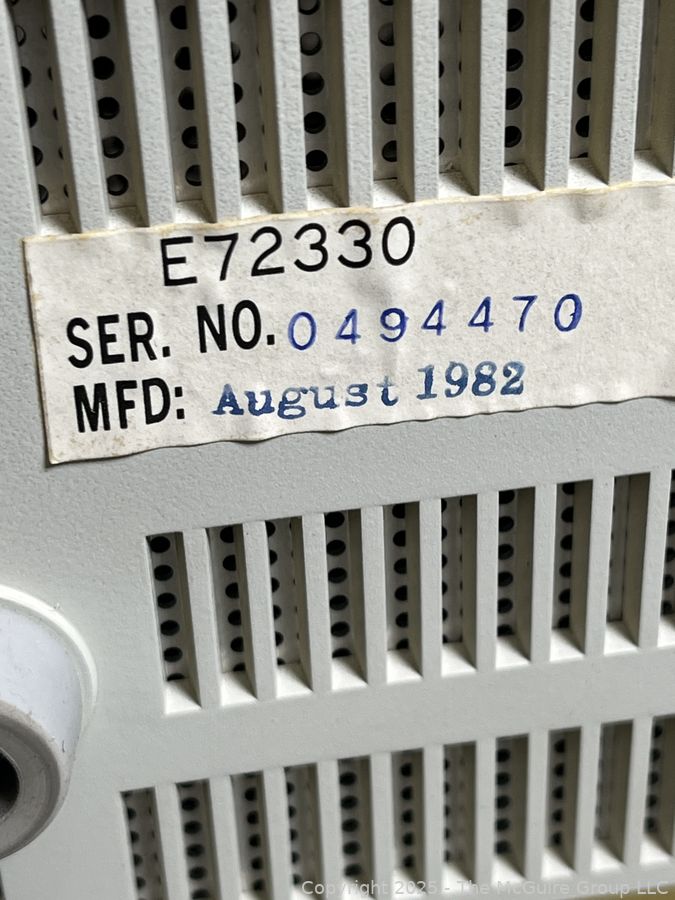 E72330
SER. NO. 0494470
MFD: August 1982
Copyright 2025 - The McGuire Group LLC